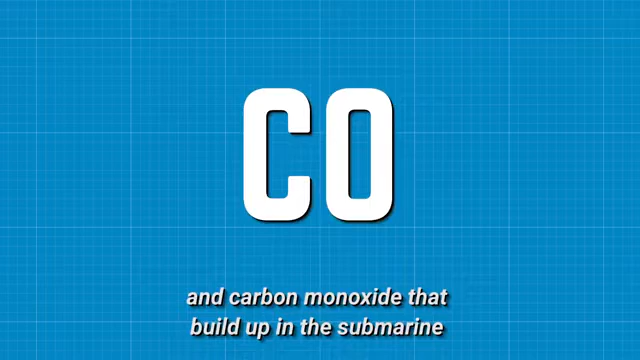 CO
and carbon monoxide that
build up in the submarine